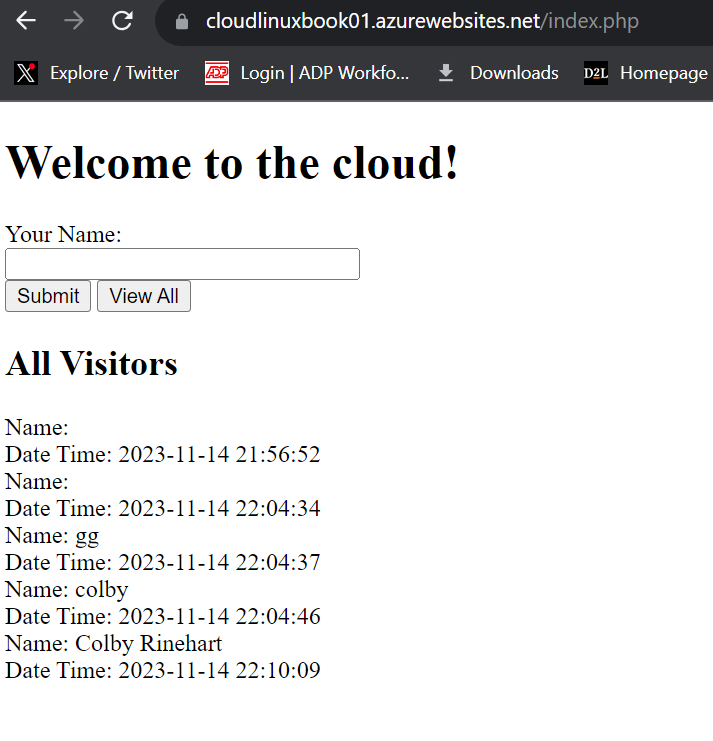 cloudlinuxbook01.azurewebsites.net/index.php
X Explore / Twitter ADP Login | ADP Workfo... Downloads D2L Homepage
Welcome to the cloud!
Your Name:
Submit View All
All Visitors
Name:
Date Time: 2023-11-14 21:56:52
Name:
Date Time: 2023-11-14 22:04:34
Name: gg
Date Time: 2023-11-14 22:04:37
Name: colby
Date Time: 2023-11-14 22:04:46
Name: Colby Rinehart
Date Time: 2023-11-14 22:10:09